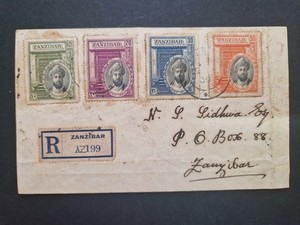 ZANZIBAR ZANZIBAR ZANZIBAR ZANZIBAR
R ZANZIBAR
AZ199
N. S. Sidhwa Esq
P. O. Box 88.
Zanzibar